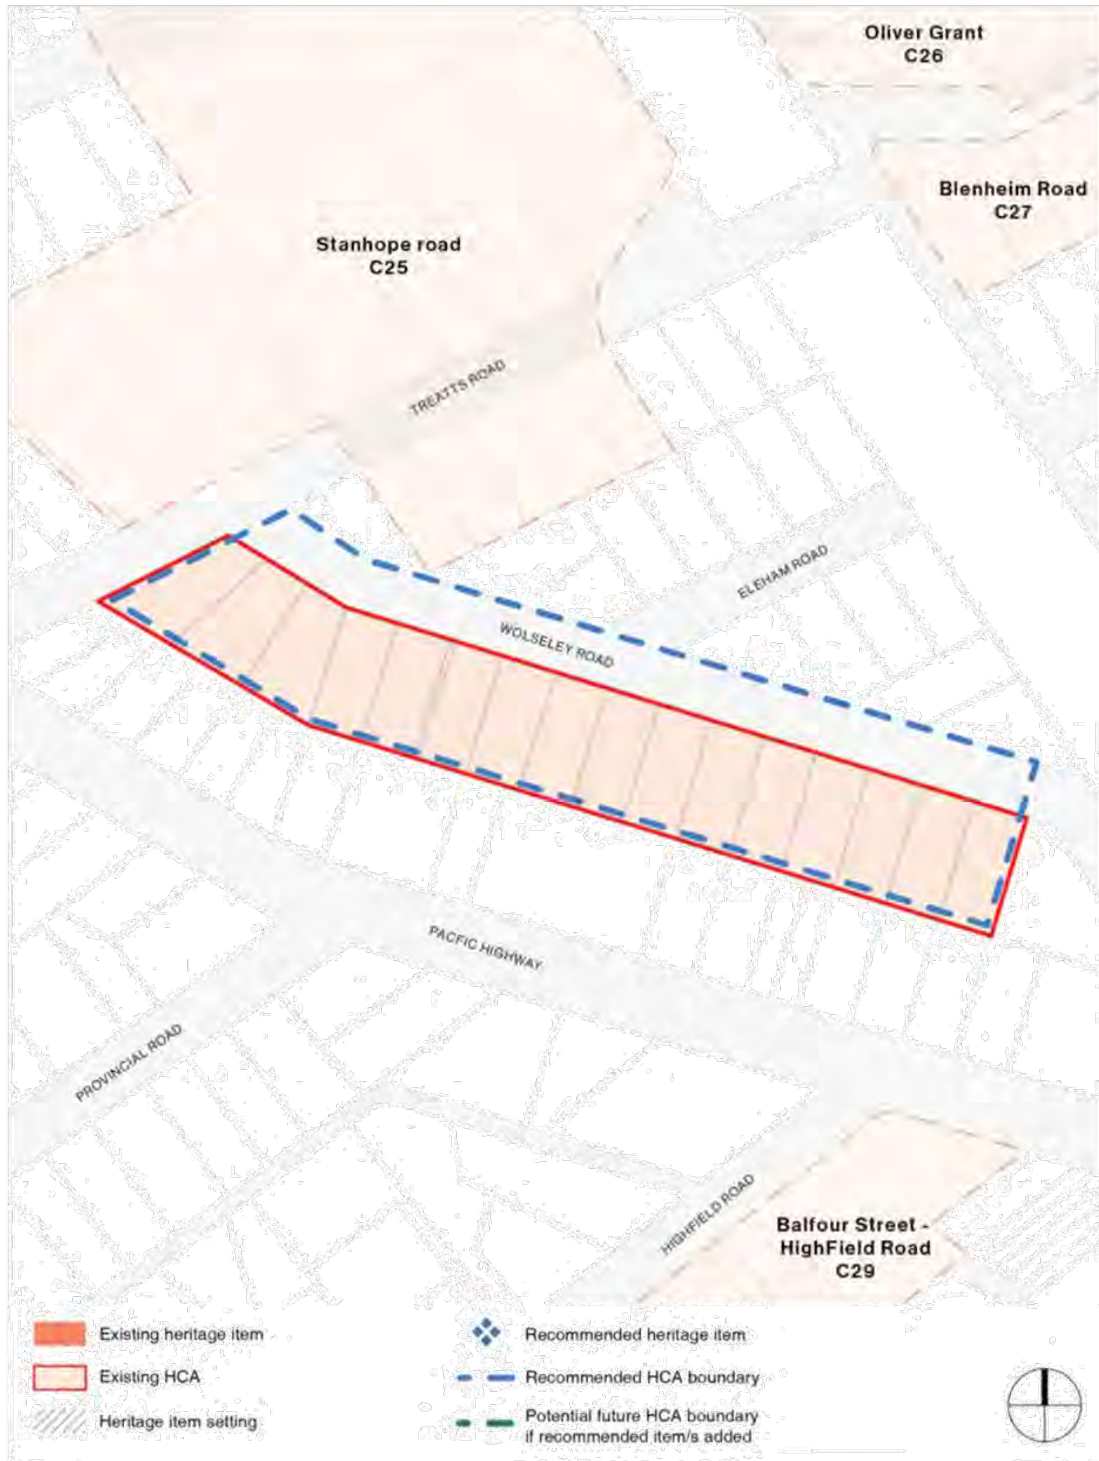 Oliver Grant
C26
Blenheim Road
C27
Stanhope road
C25
TREATTS ROAD
ELEHAM ROAD
WOLSELEY ROAD
PACFIC HIGHWAY
PROVINCIAL ROAD
HIGHFIELD ROAD
Balfour Street -
HighField Road
C29
Existing heritage item
Existing HCA
Heritage item setting
Recommended heritage item
Recommended HCA boundary
Potential future HCA boundary
if recommended item/s added